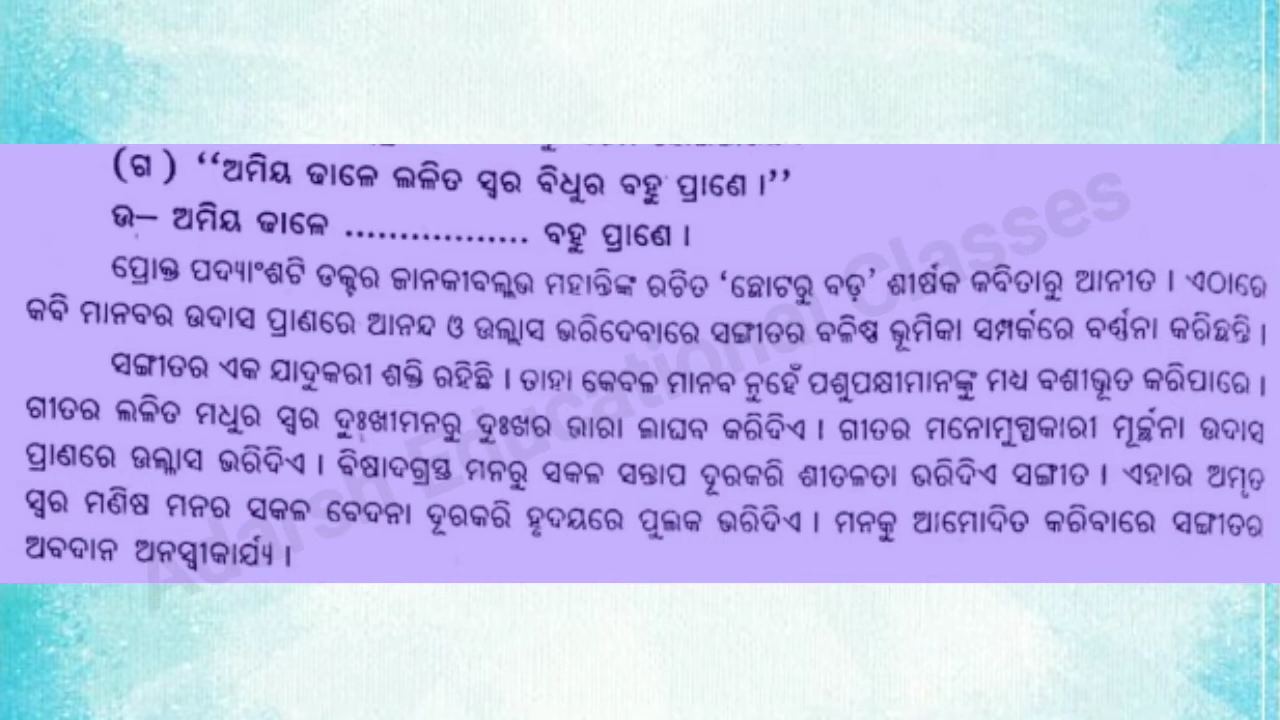 (ଗ) “ଅମିୟ ଢାଳେ ଲଳିତ ସ୍ୱର ବିଧୁର ବହୁ ପ୍ରାଣେ ।”
ଉ– ଅମିୟ ଢାଳେ ................. ବହୁ ପ୍ରାଣେ ।
ପ୍ରୋକ୍ତ ପଦ୍ୟାଂଶଟି ଡକ୍ଟର ଜାନକୀବଲ୍ଲଭ ମହାନ୍ତିଙ୍କ ରଚିତ ‘ଛୋଟରୁ ବଡ଼’ ଶୀର୍ଷକ କବିତାରୁ ଆନୀତ । ଏଠାରେ
କବି ମାନବର ଉଦାସ ପ୍ରାଣରେ ଆନନ୍ଦ ଓ ଉଲ୍ଲାସ ଭରିଦେବାରେ ସଙ୍ଗୀତର ବଳିଷ୍ଠ ଭୂମିକା ସମ୍ପର୍କରେ ବର୍ଣ୍ଣନା କରିଛନ୍ତି ।
ସଙ୍ଗୀତର ଏକ ଯାଦୁକରୀ ଶକ୍ତି ରହିଛି । ତାହା କେବଳ ମାନବ ନୁହେଁ ପଶୁପକ୍ଷୀମାନଙ୍କୁ ମଧ୍ୟ ବଶୀଭୂତ କରିପାରେ ।
ଗୀତର ଲଳିତ ମଧୁର ସ୍ୱର ଦୁଃଖୀମନରୁ ଦୁଃଖର ଭାରା ଲାଘବ କରିଦିଏ । ଗୀତର ମନୋମୁଗ୍ଧକାରୀ ମୂର୍ଚ୍ଛନା ଉଦାସ
ପ୍ରାଣରେ ଉଲ୍ଲାସ ଭରିଦିଏ । ବିଷାଦଗ୍ରସ୍ତ ମନରୁ ସକଳ ସନ୍ତାପ ଦୂରକରି ଶୀତଳତା ଭରିଦିଏ ସଙ୍ଗୀତ । ଏହାର ଅମୃତ
ସ୍ୱର ମଣିଷ ମନର ସକଳ ବେଦନା ଦୂରକରି ହୃଦୟରେ ପୁଲକ ଭରିଦିଏ । ମନକୁ ଆମୋଦିତ କରିବାରେ ସଙ୍ଗୀତର
ଅବଦାନ ଅନସ୍ୱୀକାର୍ଯ୍ୟ ।
Adarsh Educational Classes